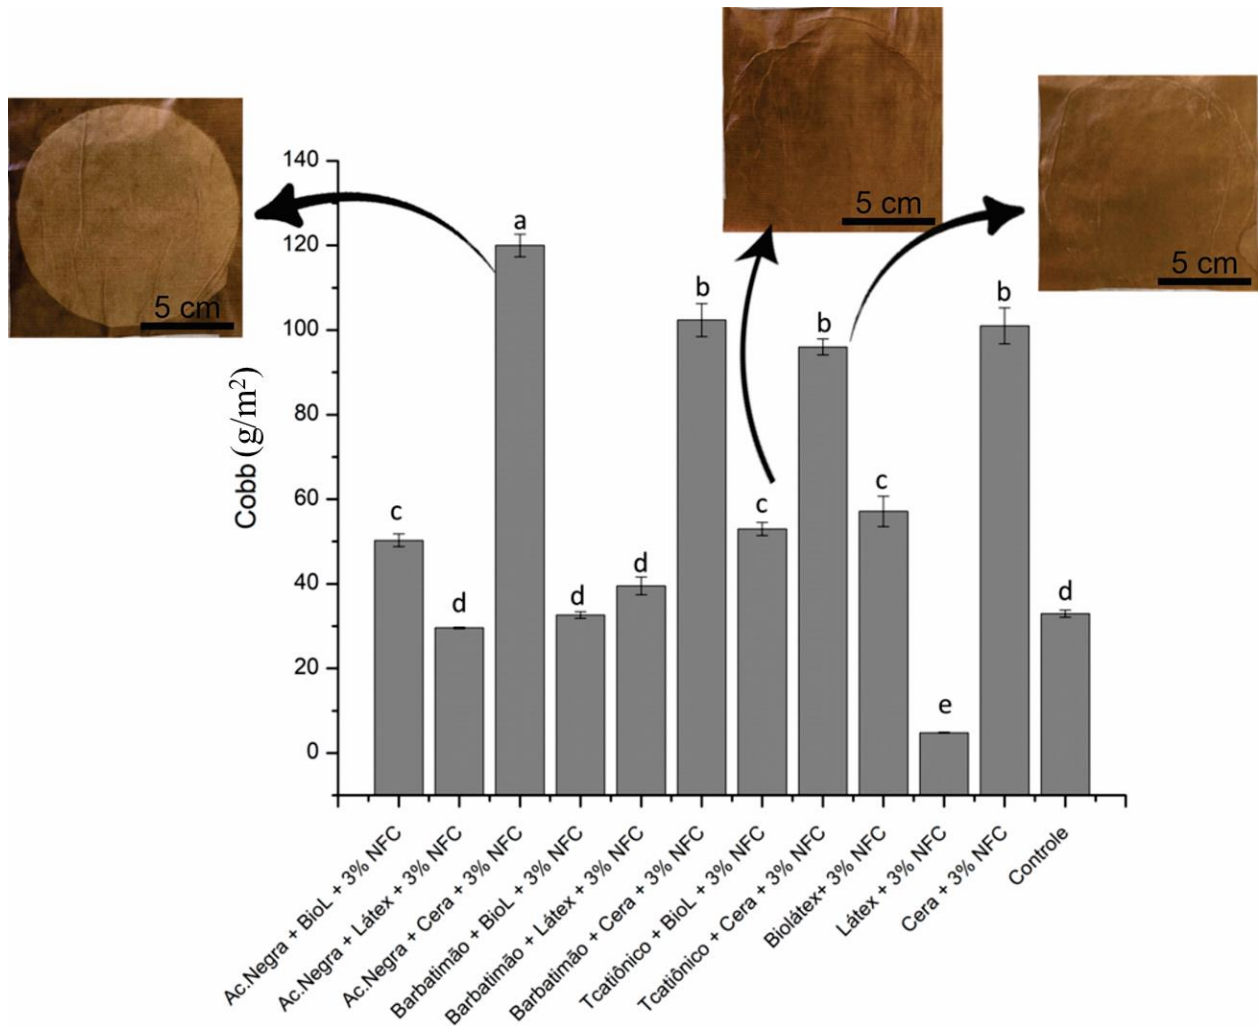 5 cm
5 cm
5 cm
Cobb (g/m²)
140
120
100
80
60
40
20
0
c
d
a
d
d
b
c
b
c
e
b
d
Ac.Negra + BioL + 3% NFC
Ac.Negra + Látex + 3% NFC
Ac.Negra + Cera + 3% NFC
Barbatimão + BioL + 3% NFC
Barbatimão + Látex + 3% NFC
Barbatimão + Cera + 3% NFC
Tcatiônico + BioL + 3% NFC
Tcatiônico + Cera + 3% NFC
Biolátex+ 3% NFC
Látex + 3% NFC
Cera + 3% NFC
Controle